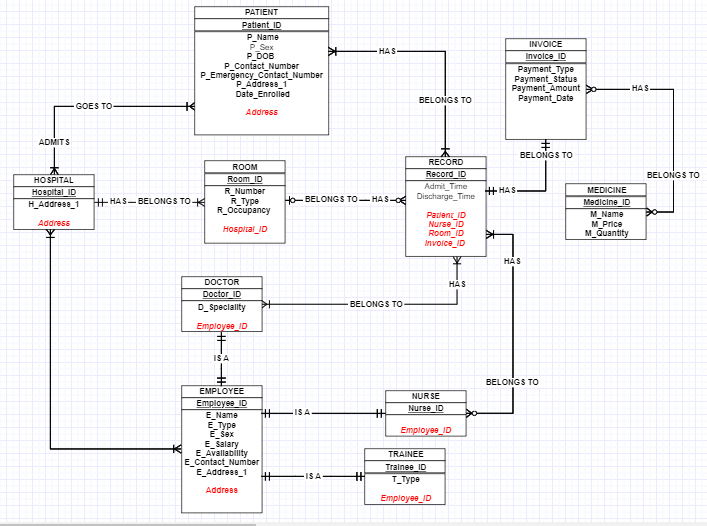 PATIENT
Patient_ID
P_Name
P_Sex
P_DOB
P_Contact_Number
P_Emergency_Contact_Number
P_Address_1
Date_Enrolled
Address
HAS
BELONGS TO
GOES TO
ADMITS
INVOICE
Invoice_ID
Payment_Type
Payment_Status
Payment_Amount
Payment_Date
HAS
BELONGS TO
BELONGS TO
HAS
HOSPITAL
Hospital_ID
H_Address_1
Address
HAS
BELONGS TO
ROOM
Room_ID
R_Number
R_Type
R_Occupancy
Hospital_ID
BELONGS TO
HAS
RECORD
Record_ID
Admit_Time
Discharge_Time
Patient_ID
Nurse_ID
Room_ID
Invoice_ID
MEDICINE
Medicine_ID
M_Name
M_Price
M_Quantity
HAS
HAS
BELONGS TO
BELONGS TO
DOCTOR
Doctor_ID
D_Speciality
Employee_ID
IS A
EMPLOYEE
Employee_ID
E_Name
E_Type
E_Sex
E_Salary
E_Availability
E_Contact_Number
E_Address_1
Address
IS A
NURSE
Nurse_ID
Employee_ID
IS A
TRAINEE
Trainee_ID
T_Type
Employee_ID